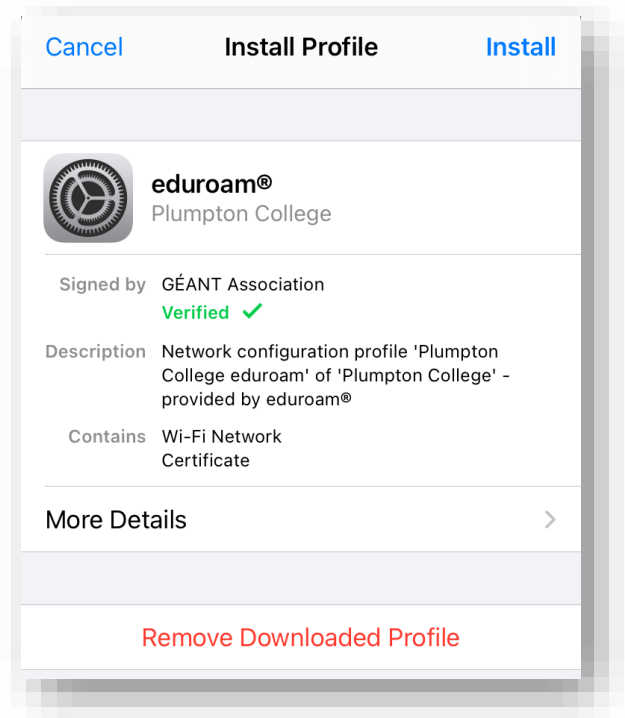 Cancel Install Profile Install
eduroam®
Plumpton College
Signed by GÉANT Association
Verified ✓
Description Network configuration profile 'Plumpton
College eduroam' of 'Plumpton College' -
provided by eduroam®
Contains Wi-Fi Network
Certificate
More Details
Remove Downloaded Profile